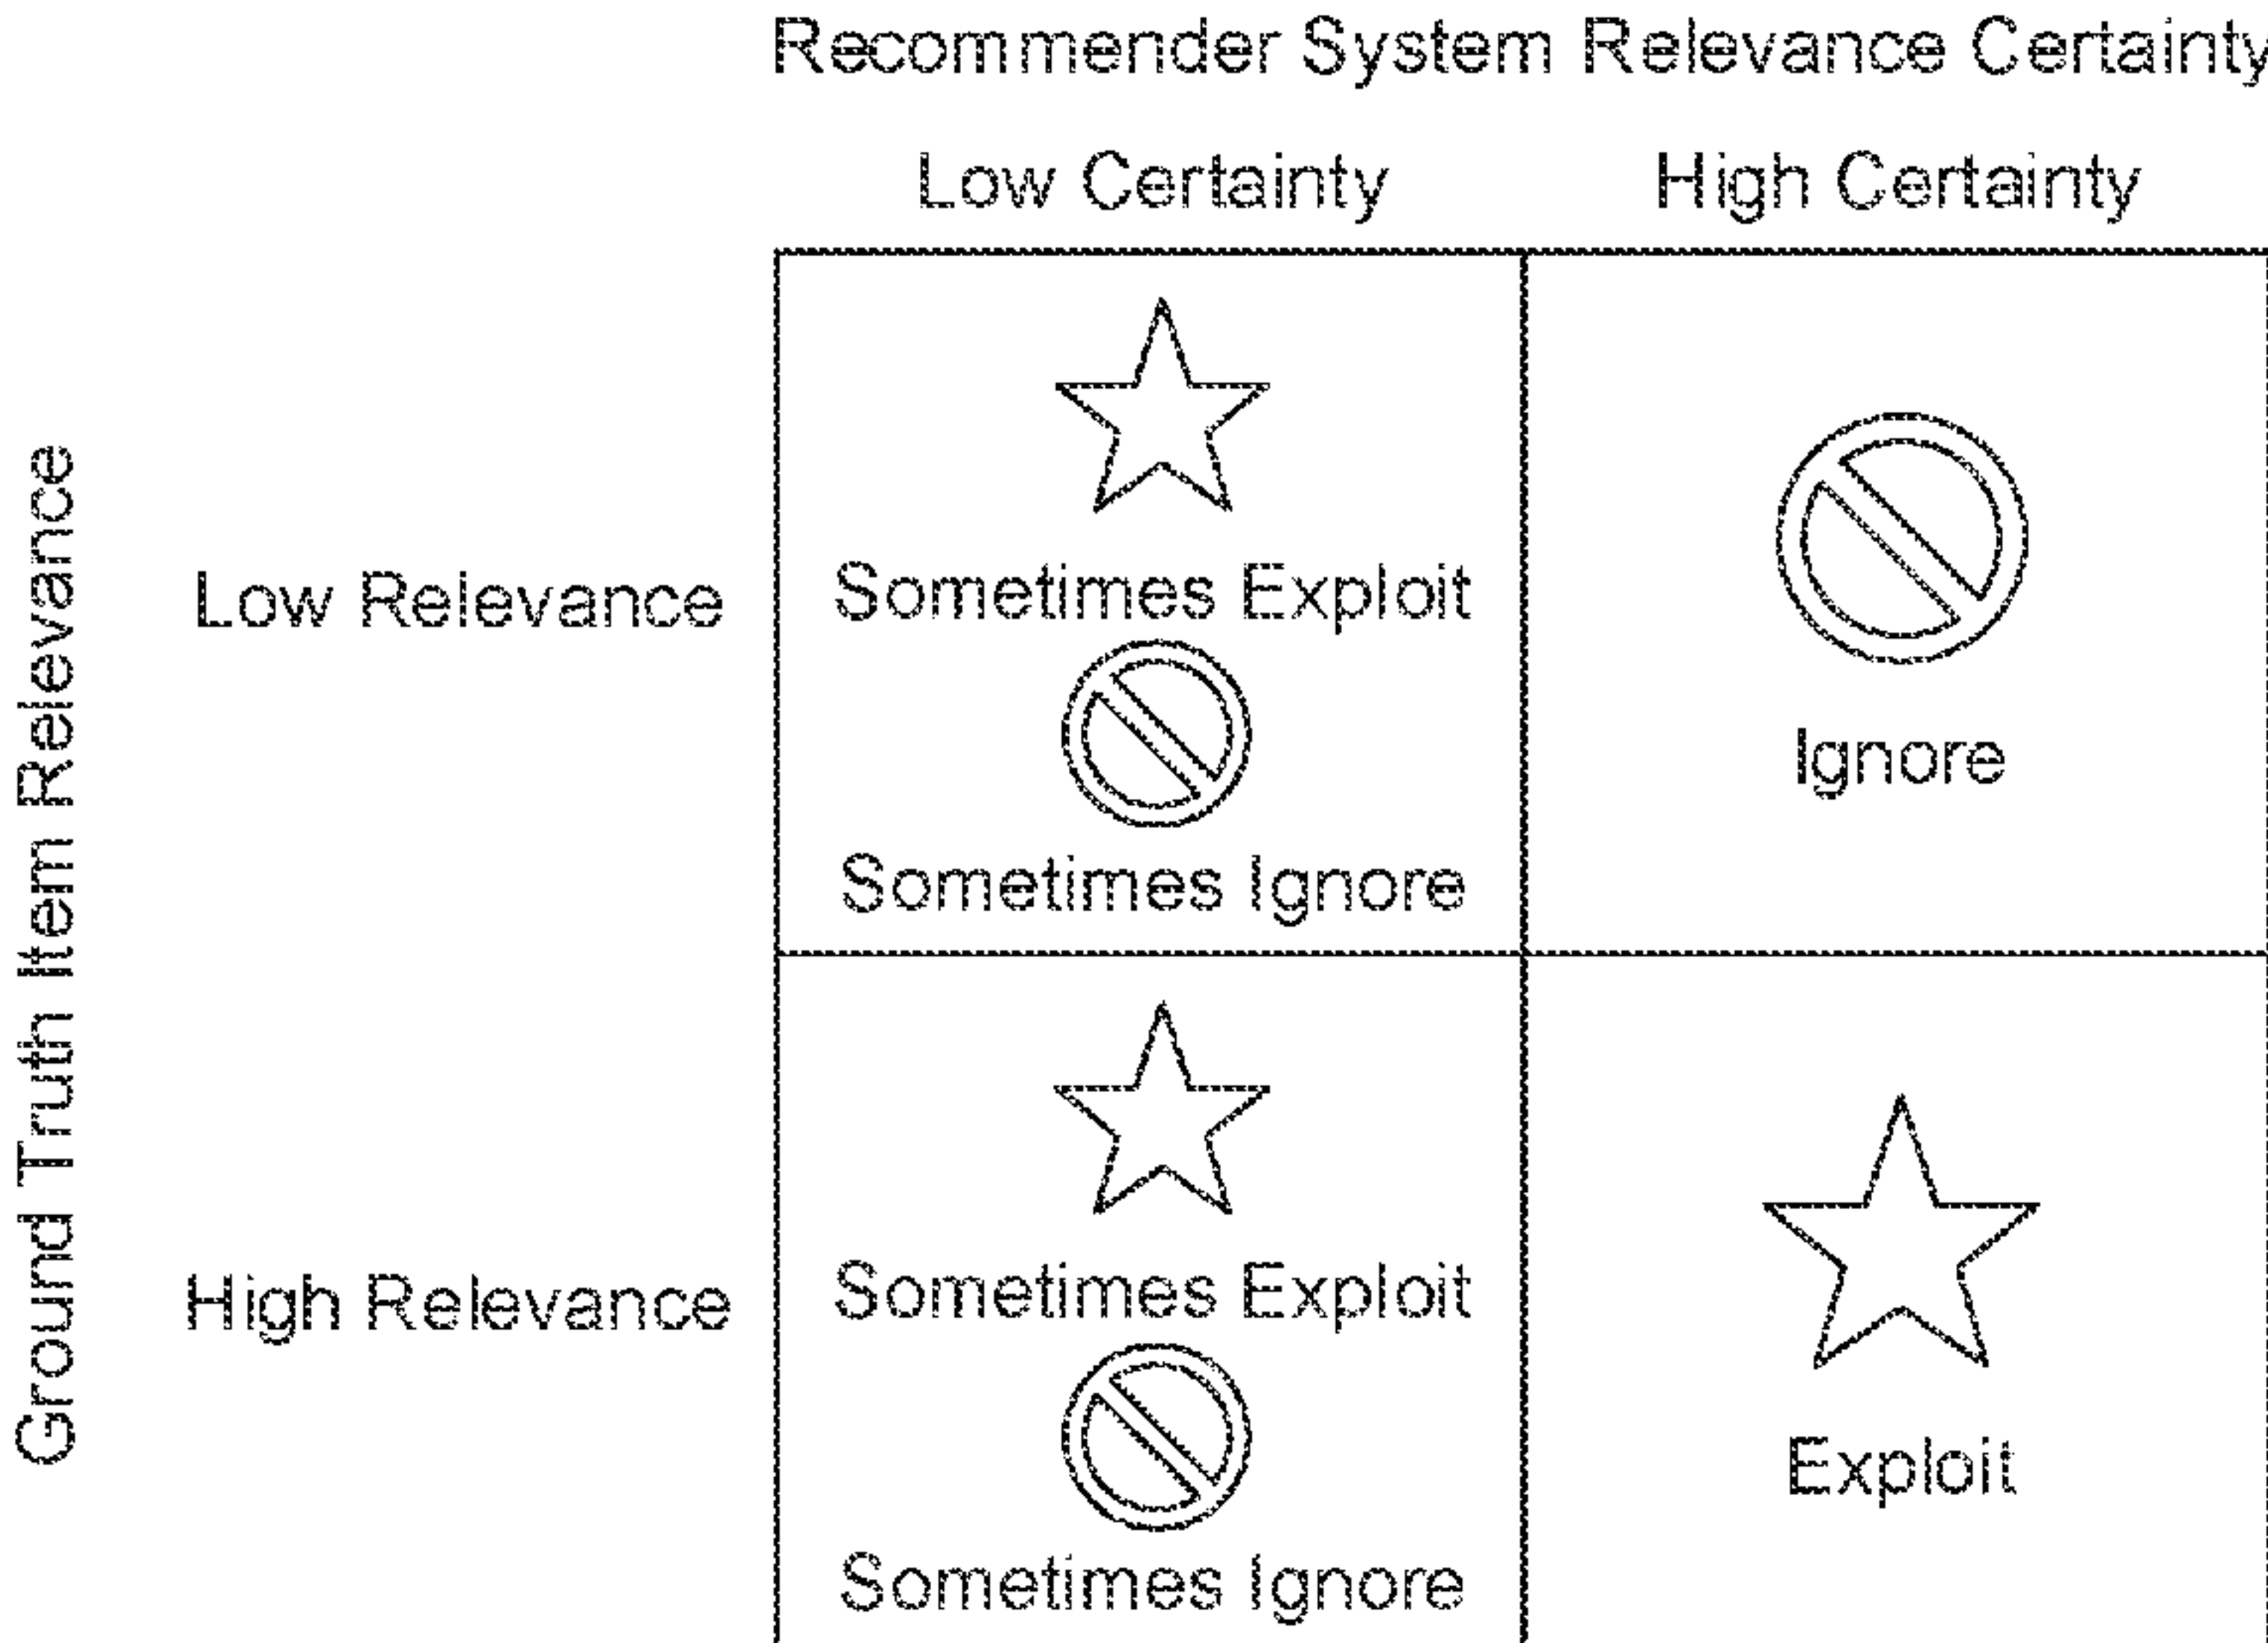 Recommender System Relevance Certainty
Low Certainty
High Certainty
Ground Truth Item Relevance
Low Relevance
Sometimes Exploit
Sometimes Ignore
Ignore
High Relevance
Sometimes Exploit
Sometimes Ignore
Exploit